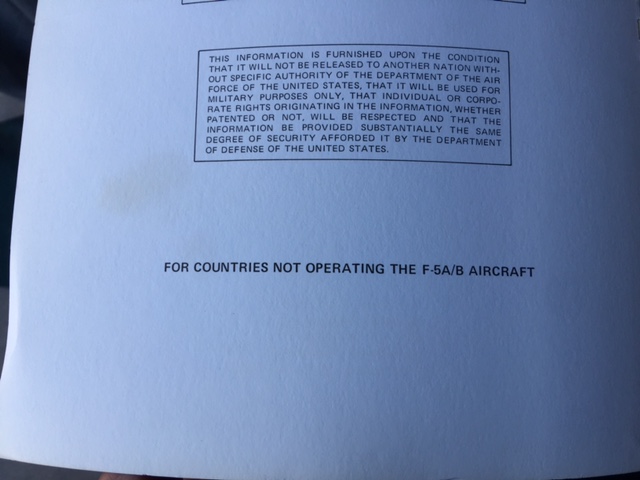 THIS INFORMATION IS FURNISHED UPON THE CONDITION
THAT IT WILL NOT BE RELEASED TO ANOTHER NATION WITH-
OUT SPECIFIC AUTHORITY OF THE DEPARTMENT OF THE AIR
FORCE OF THE UNITED STATES, THAT IT WILL BE USED FOR
MILITARY PURPOSES ONLY, THAT INDIVIDUAL OR CORPO-
RATE RIGHTS ORIGINATING IN THE INFORMATION, WHETHER
PATENTED OR NOT, WILL BE RESPECTED AND THAT THE
INFORMATION BE PROVIDED SUBSTANTIALLY THE SAME
DEGREE OF SECURITY AFFORDED IT BY THE DEPARTMENT
OF DEFENSE OF THE UNITED STATES.
FOR COUNTRIES NOT OPERATING THE F-5A/B AIRCRAFT